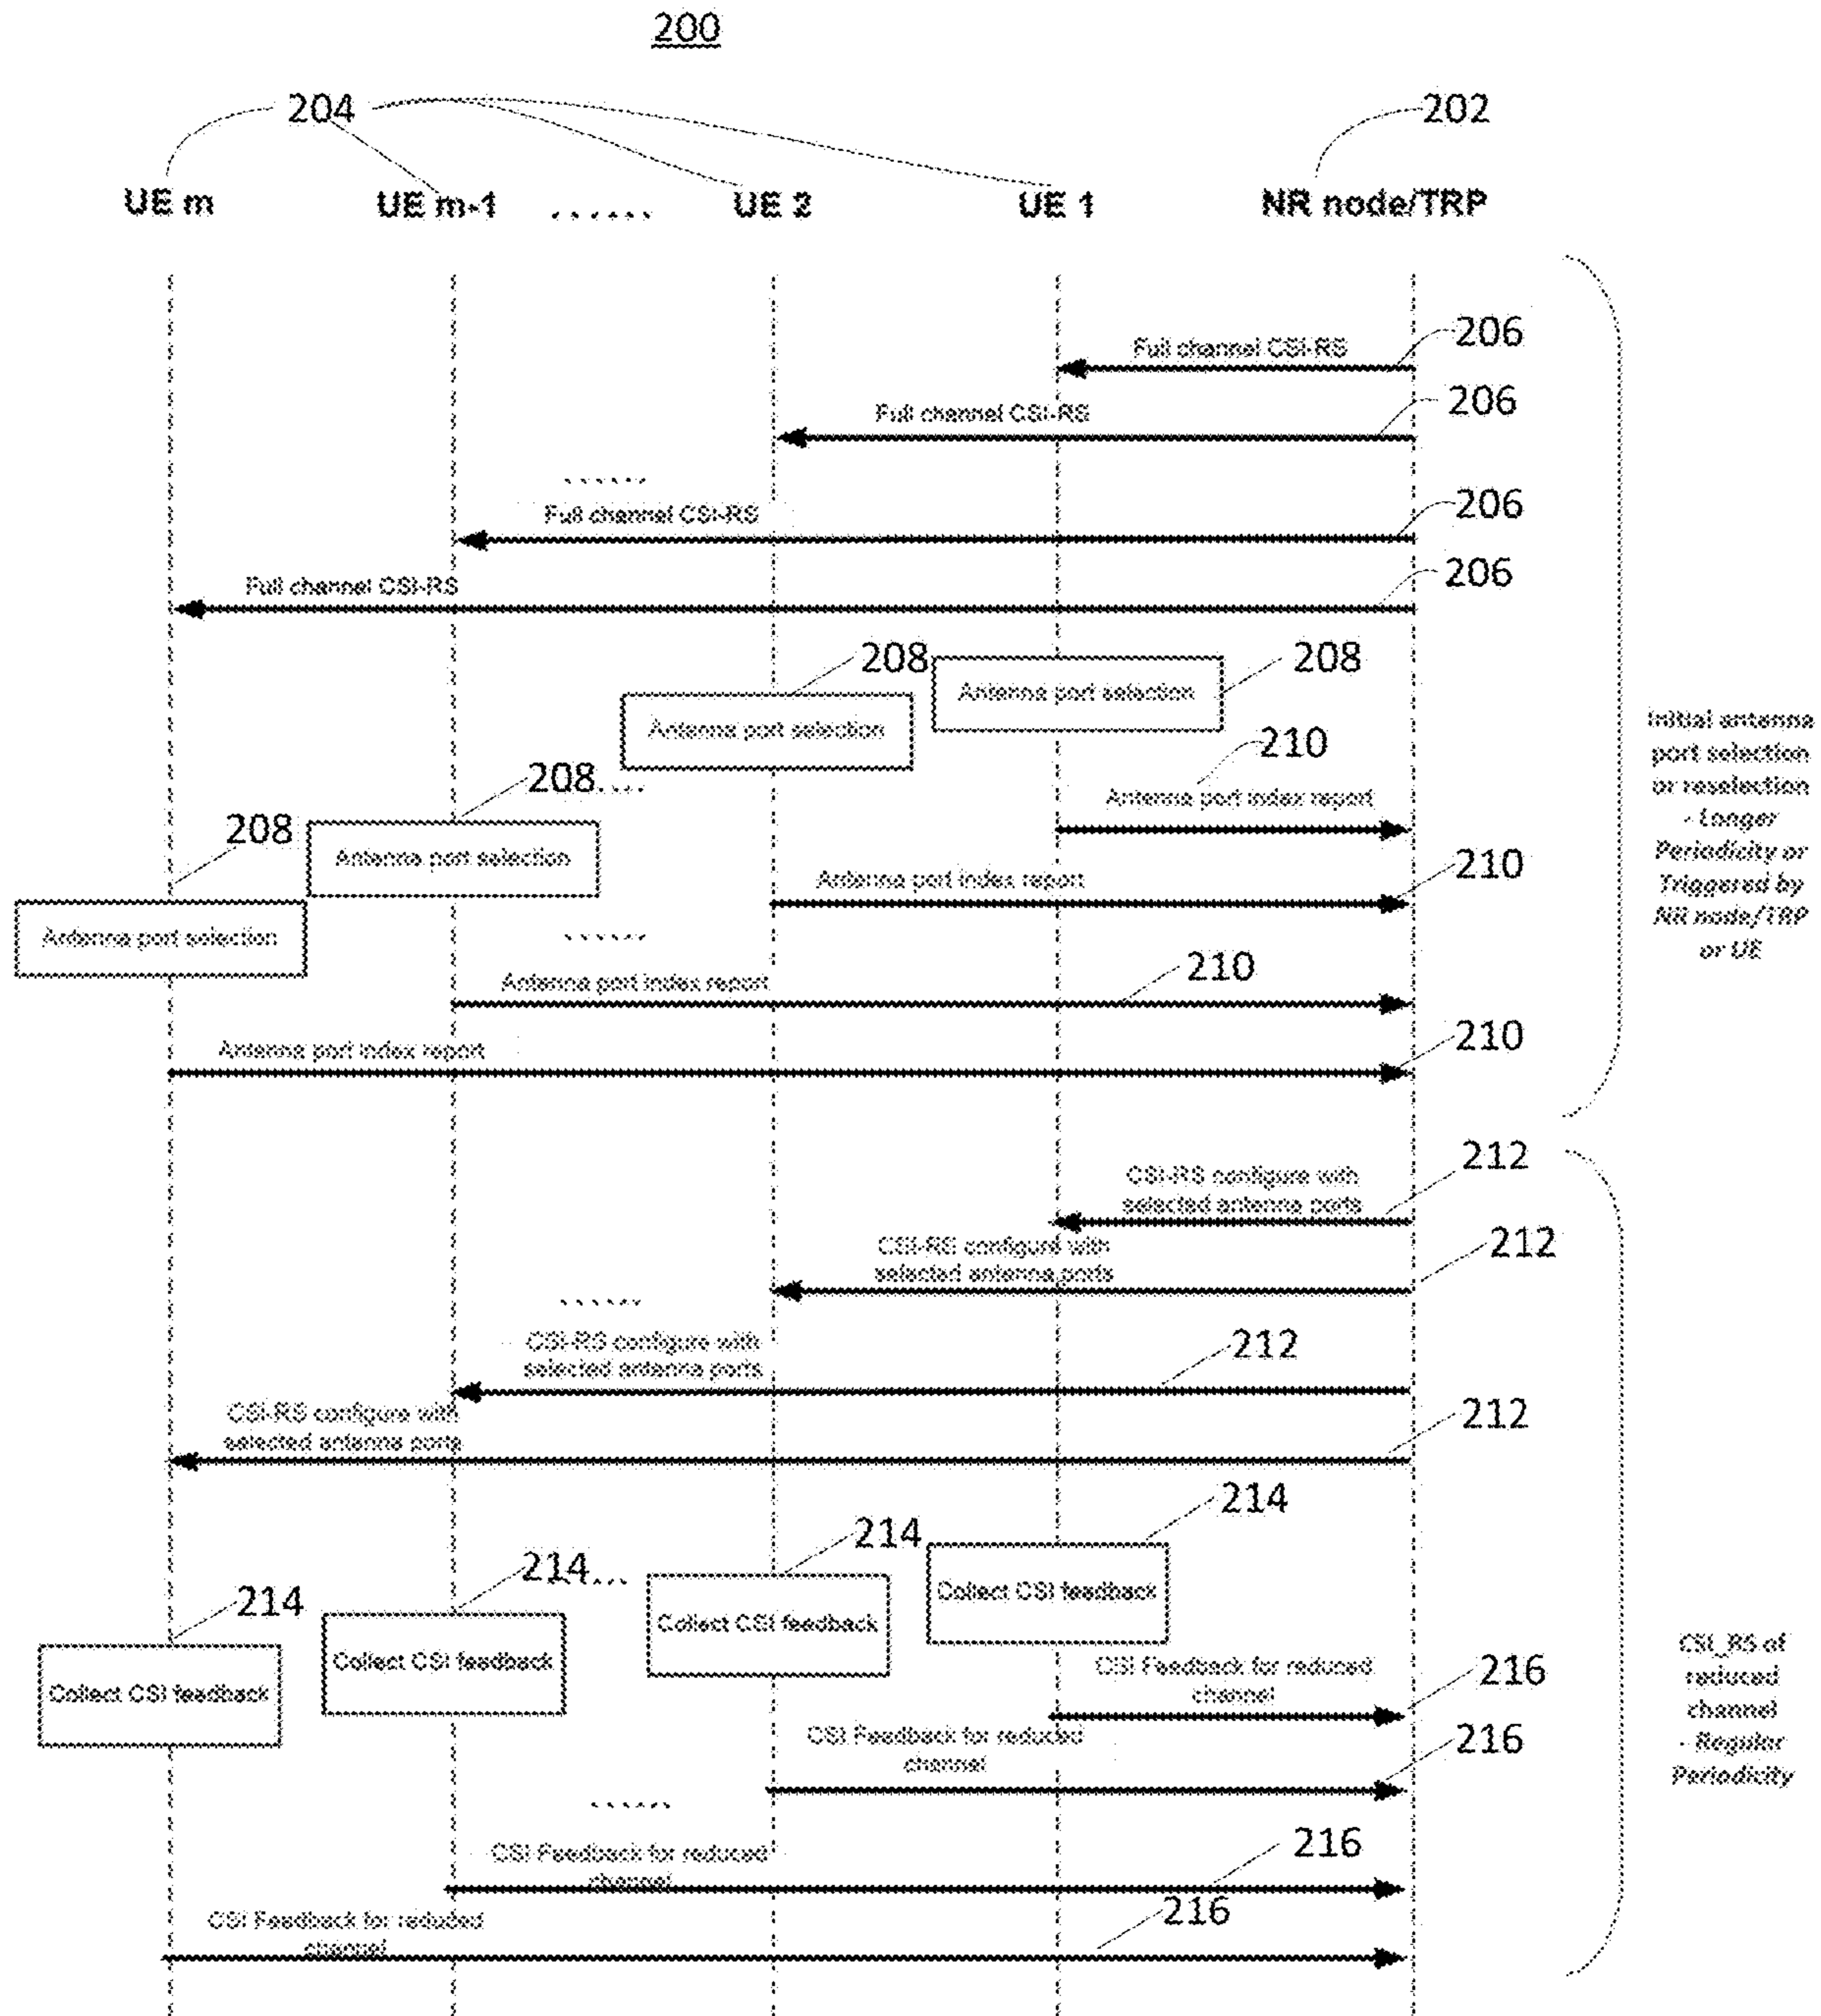 200
204
202
UE m
UE m-1
......
UE 2
UE 1
NR node/TRP
206
Full channel CSI-RS
206
Full channel CSI-RS
......
206
Full channel CSI-RS
206
Full channel CSI-RS
208
208
Antenna port selection
Antenna port selection
210
208....
Antenna port index report
208
Antenna port selection
210
Antenna port index report
Antenna port selection
......
210
Antenna port index report
210
Antenna port index report
Initial antenna
port selection
or reselection
- Longer
Periodicity or
Triggered by
NR node/TRP
or UE
212
CSI-RS configure with
selected antenna ports
212
CSI-RS configure with
selected antenna ports
......
212
CSI-RS configure with
selected antenna ports
212
CSI-RS configure with
selected antenna ports
214
214
Collect CSI feedback
214....
Collect CSI feedback
214
Collect CSI feedback
Collect CSI feedback
216
CSI Feedback for reduced
channel
216
CSI Feedback for reduced
channel
......
216
CSI Feedback for reduced
channel
216
CSI Feedback for reduced
channel
CSI_RS of
reduced
channel
- Regular
Periodicity